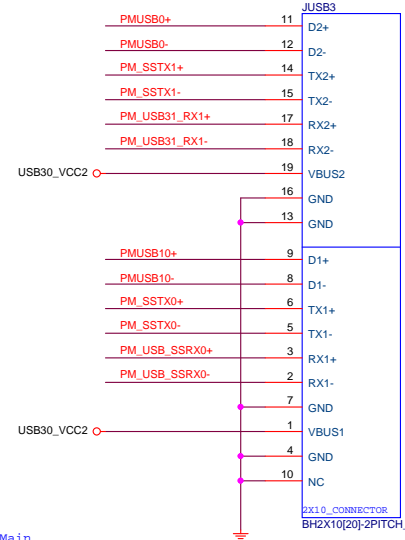 JUSB3
PMUSB0+ 11 D2+
PMUSB0- 12 D2-
PM_SSTX1+ 14 TX2+
PM_SSTX1- 15 TX2-
PM_USB31_RX1+ 17 RX2+
PM_USB31_RX1- 18 RX2-
USB30_VCC2 19 VBUS2
16 GND
13 GND
PMUSB10+ 9 D1+
PMUSB10- 8 D1-
PM_SSTX0+ 6 TX1+
PM_SSTX0- 5 TX1-
PM_USB_SSRX0+ 3 RX1+
PM_USB_SSRX0- 2 RX1-
7 GND
USB30_VCC2 1 VBUS1
4 GND
10 NC
2X10_CONNECTOR
BH2X10[20]-2PITCH_
Main